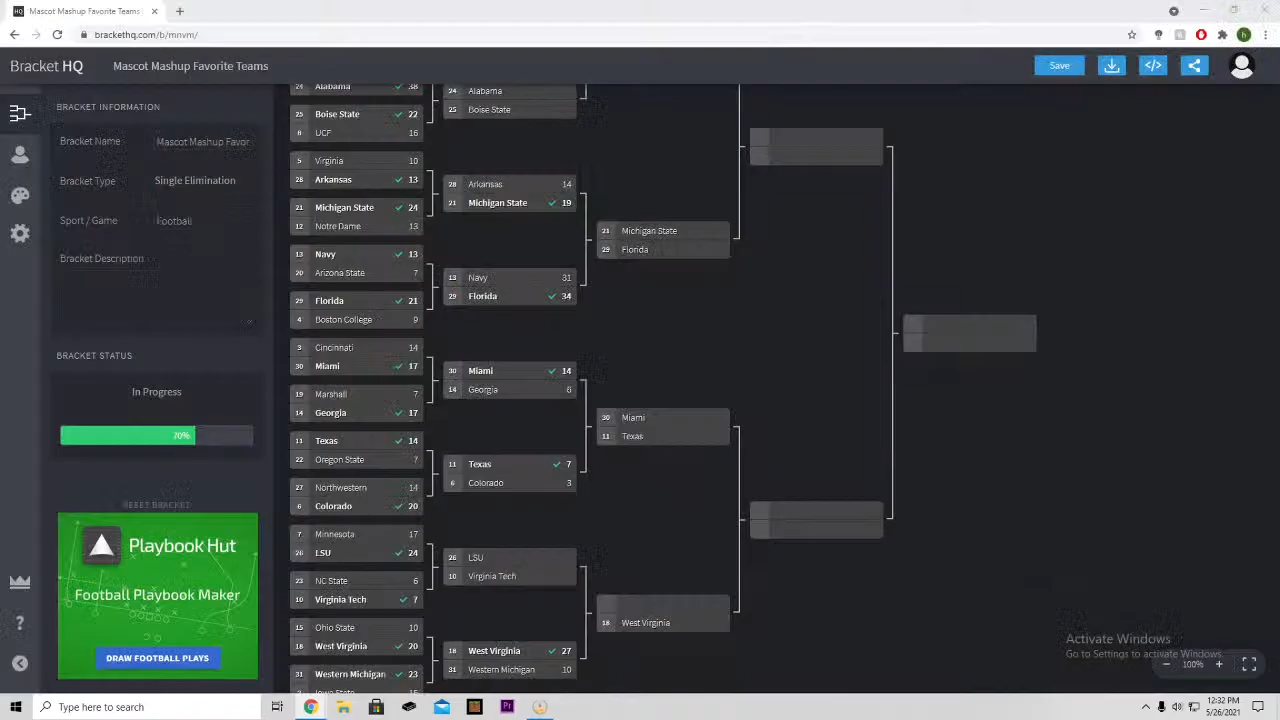 Mascot Mashup Favorite Teams
brackethq.com/b/mnvm/
Bracket HQ
Mascot Mashup Favorite Teams
Save
BRACKET INFORMATION
Bracket Name Mascot Mashup Favor
Bracket Type Single Elimination
Sport / Game Football
Bracket Description
BRACKET STATUS
In Progress
70%
RESET BRACKET
Playbook Hut
Football Playbook Maker
DRAW FOOTBALL PLAYS
24 Alabama 38
25 Boise State 22
8 UCF 16
5 Virginia 10
28 Arkansas 13
21 Michigan State 24
12 Notre Dame 13
13 Navy 13
20 Arizona State 7
29 Florida 21
4 Boston College 9
3 Cincinnati 14
30 Miami 17
19 Marshall 7
14 Georgia 17
11 Texas 14
22 Oregon State 7
27 Northwestern 14
6 Colorado 20
7 Minnesota 17
26 LSU 24
23 NC State 6
10 Virginia Tech 7
15 Ohio State 10
18 West Virginia 20
31 Western Michigan 23
Iowa State 15
24 Alabama
25 Boise State
28 Arkansas 14
21 Michigan State 19
13 Navy 31
29 Florida 34
30 Miami 14
14 Georgia 6
11 Texas 7
6 Colorado 3
26 LSU
10 Virginia Tech
18 West Virginia 27
31 Western Michigan 10
21 Michigan State
29 Florida
30 Miami
11 Texas
18 West Virginia
Activate Windows
Go to Settings to activate Windows.
100%
Type here to search
12:32 PM
5/26/2021